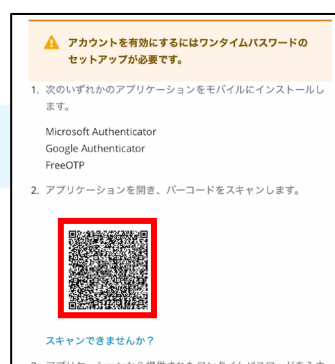 アカウントを有効にするにはワンタイムパスワードの
セットアップが必要です。
1. 次のいずれかのアプリケーションをモバイルにインストールし
ます。
Microsoft Authenticator
Google Authenticator
FreeOTP
2. アプリケーションを開き、バーコードをスキャンします。
スキャンできませんか？